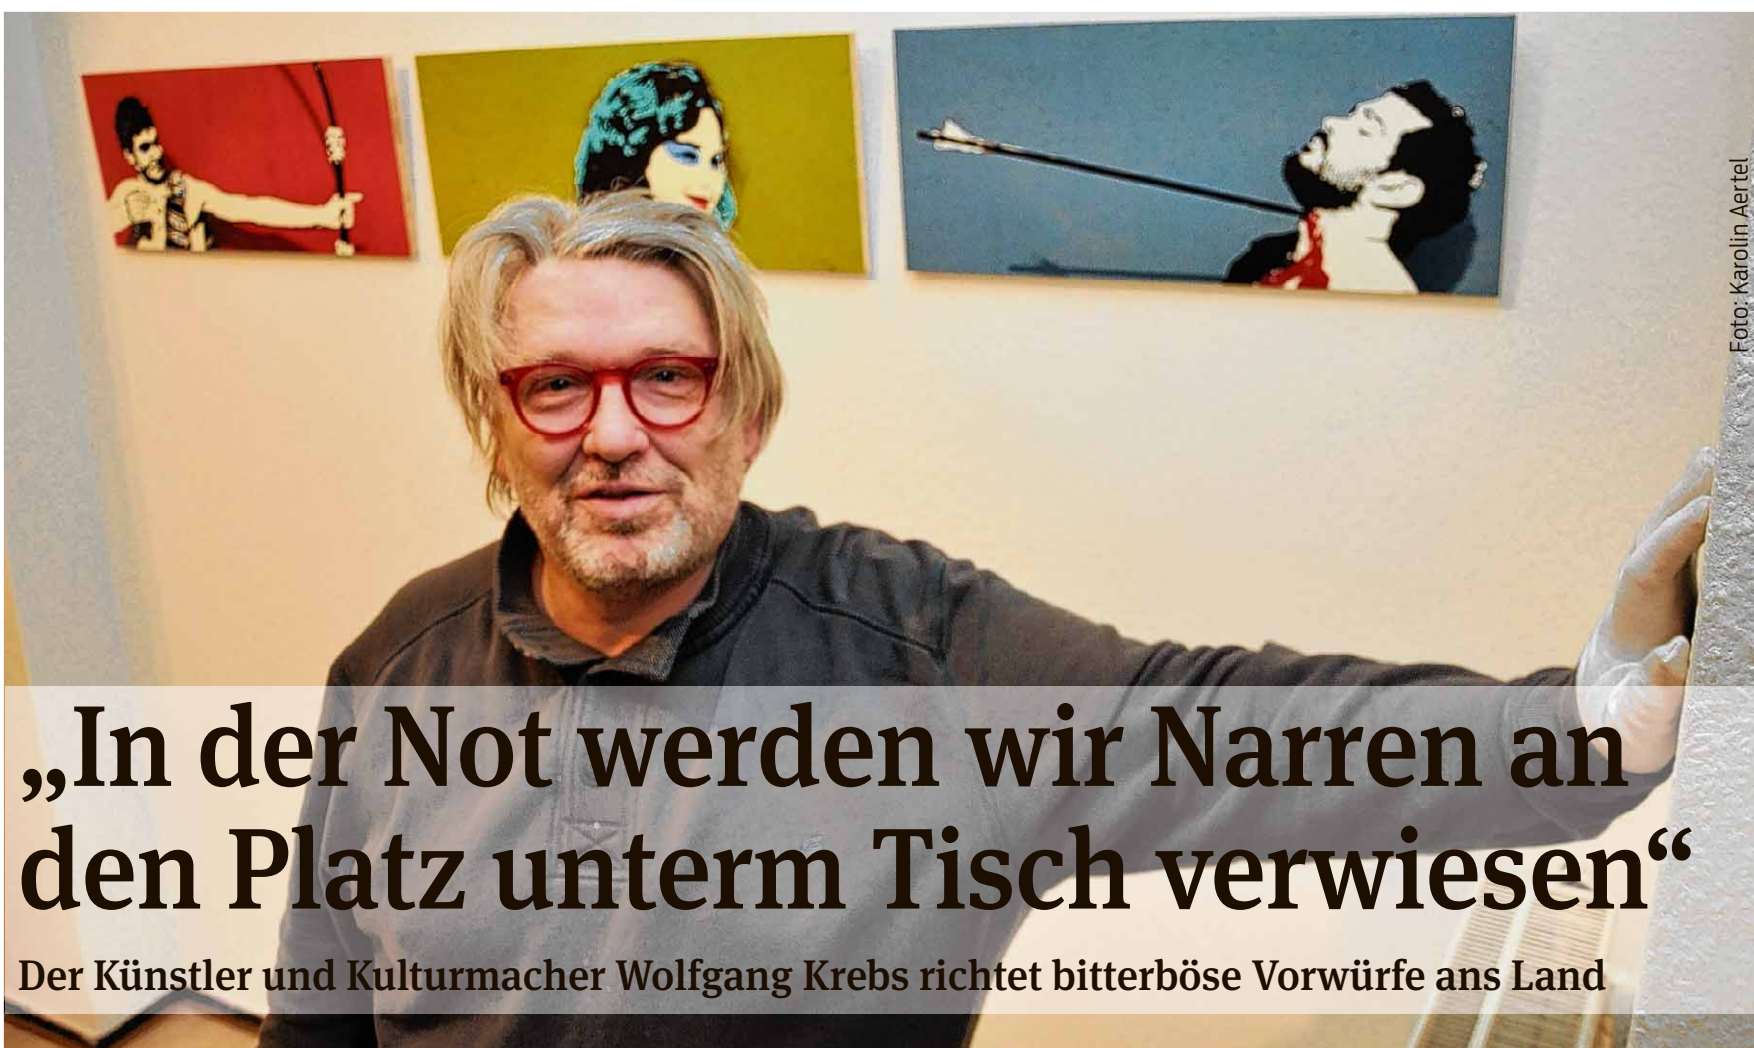 Foto: Karolin Aertel
„In der Not werden wir Narren an
den Platz unterm Tisch verwiesen“
Der Künstler und Kulturmacher Wolfgang Krebs richtet bitterböse Vorwürfe ans Land